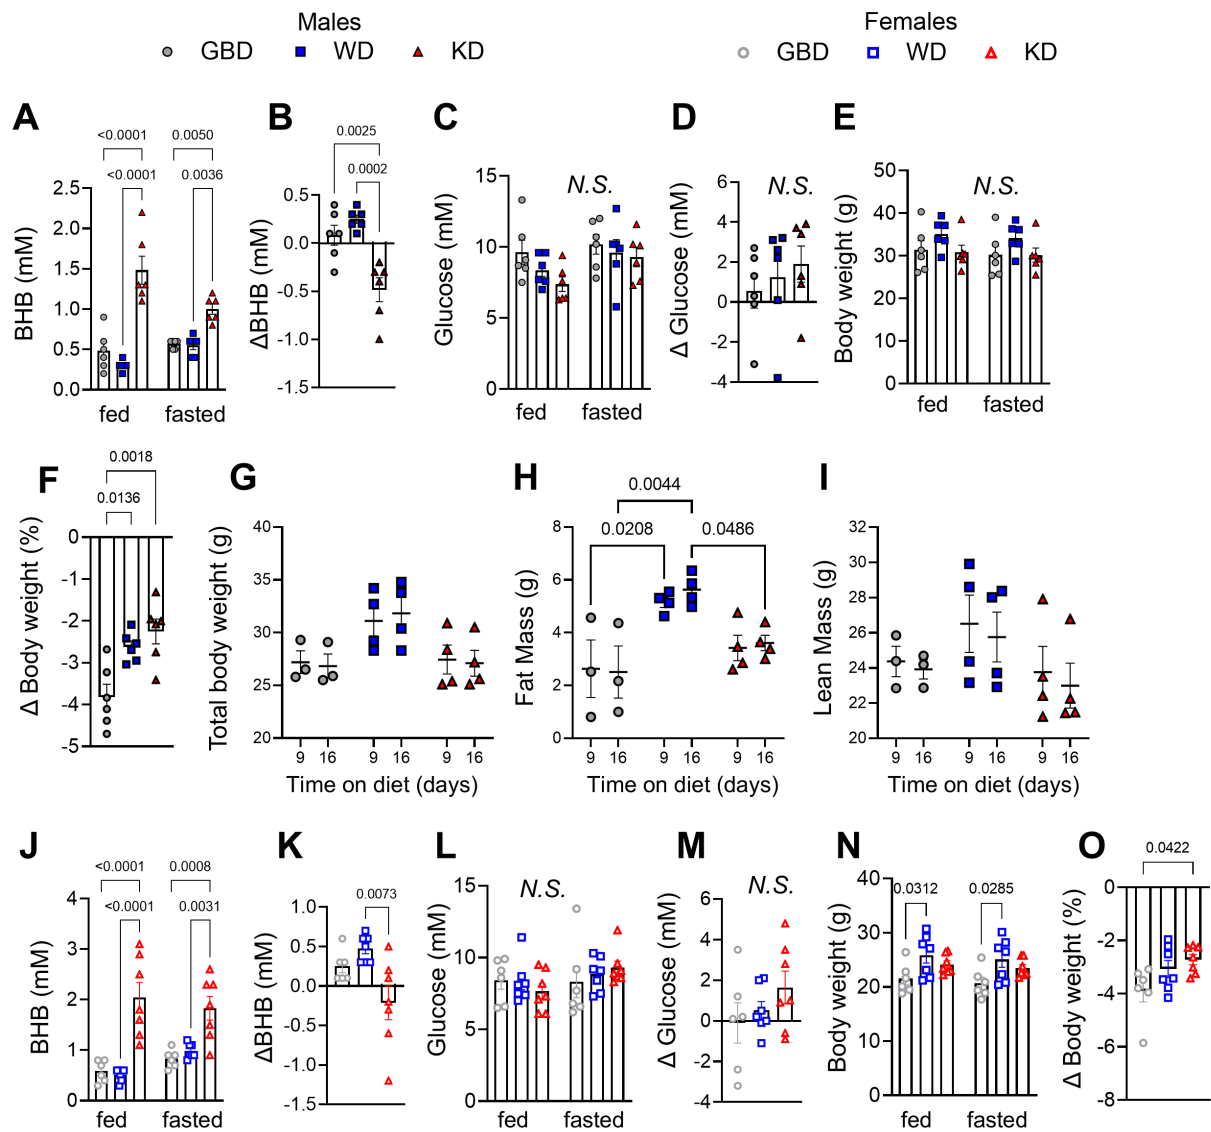 Males
Females
GBD WD KD
GBD WD KD
A
<0.0001
0.0050
<0.0001
0.0036
BHB (mM)
2.5
2.0
1.5
1.0
0.5
0.0
fed
fasted
B
0.0025
0.0002
ΔBHB (mM)
0.5
0.0
-0.5
-1.0
-1.5
C
N.S.
Glucose (mM)
15
10
5
0
fed
fasted
D
N.S.
Δ Glucose (mM)
6
4
2
0
-2
-4
E
N.S.
Body weight (g)
50
40
30
20
10
0
fed
fasted
F
0.0018
0.0136
Δ Body weight (%)
0
-1
-2
-3
-4
-5
G
Total body weight (g)
40
35
30
25
20
9 16 9 16 9 16
Time on diet (days)
H
0.0044
0.0208
0.0486
Fat Mass (g)
8
6
4
2
0
9 16 9 16 9 16
Time on diet (days)
I
Lean Mass (g)
32
30
28
26
24
22
20
9 16 9 16 9 16
Time on diet (days)
J
<0.0001
0.0008
<0.0001
0.0031
BHB (mM)
4
3
2
1
0
fed
fasted
K
0.0073
ΔBHB (mM)
1.0
0.5
0.0
-0.5
-1.0
-1.5
L
N.S.
Glucose (mM)
15
10
5
0
fed
fasted
M
N.S.
Δ Glucose (mM)
6
4
2
0
-2
-4
N
0.0312
0.0285
Body weight (g)
40
30
20
10
0
fed
fasted
O
0.0422
Δ Body weight (%)
0
-2
-4
-6
-8